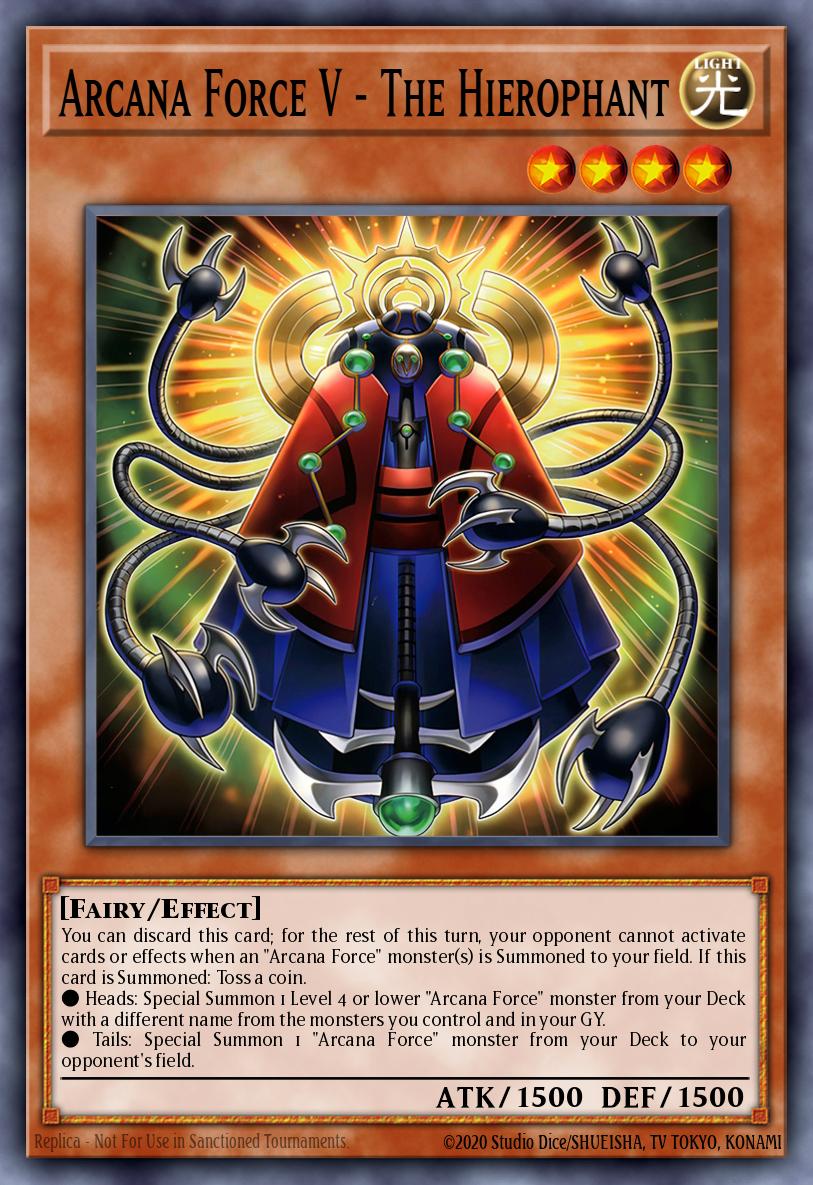 Arcana Force V - The Hierophant
LIGHT
光
V
[Fairy/Effect]
You can discard this card; for the rest of this turn, your opponent cannot activate
cards or effects when an "Arcana Force" monster(s) is Summoned to your field. If this
card is Summoned: Toss a coin.
● Heads: Special Summon 1 Level 4 or lower "Arcana Force" monster from your Deck
with a different name from the monsters you control and in your GY.
● Tails: Special Summon 1 "Arcana Force" monster from your Deck to your
opponent's field.
ATK/1500 DEF/1500
Replica - Not For Use in Sanctioned Tournaments.
©2020 Studio Dice/SHUEISHA, TV TOKYO, KONAMI